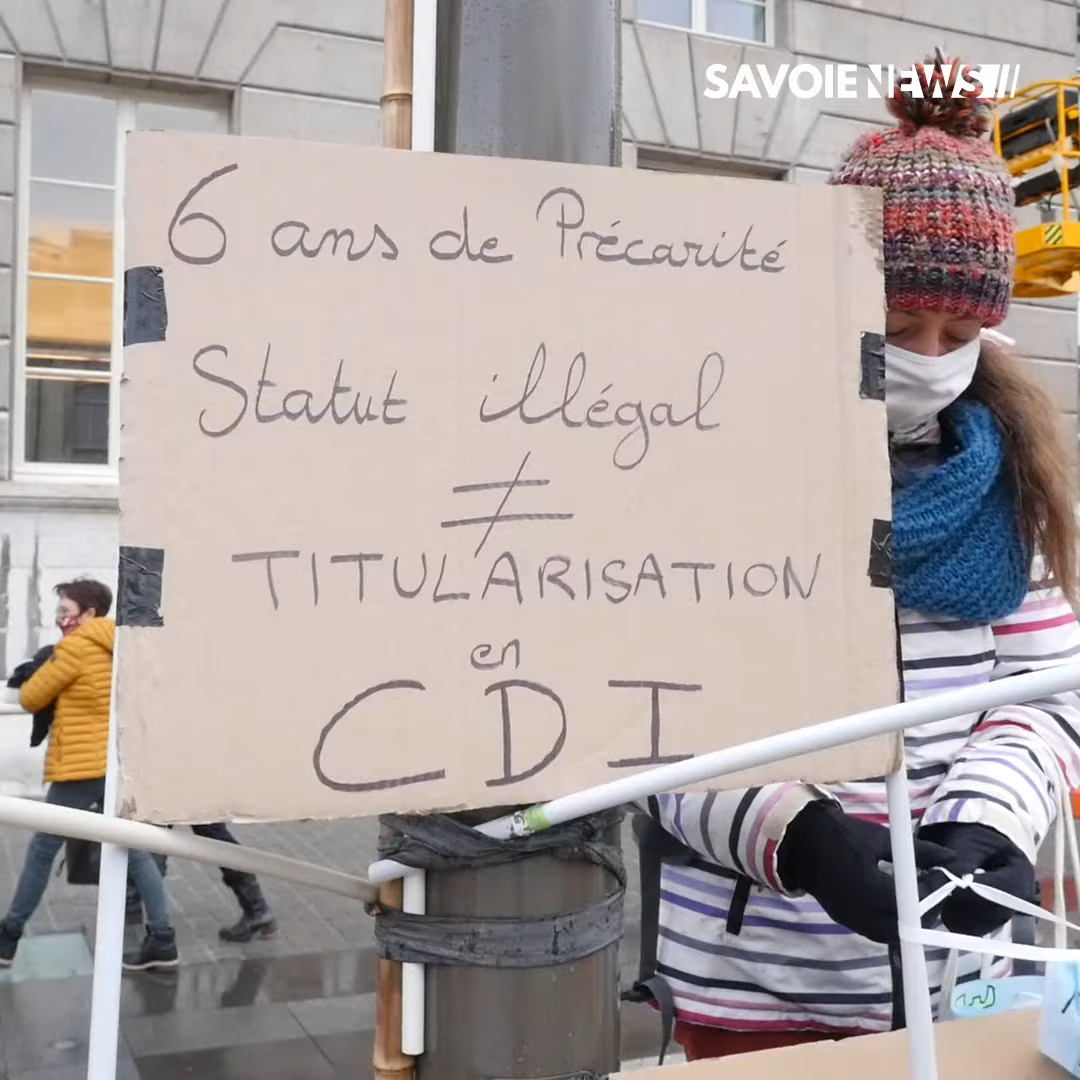 SAVOIE NEWS
6 ans de Précarité
Statut illégal
≠
TITULARISATION
en
CDI